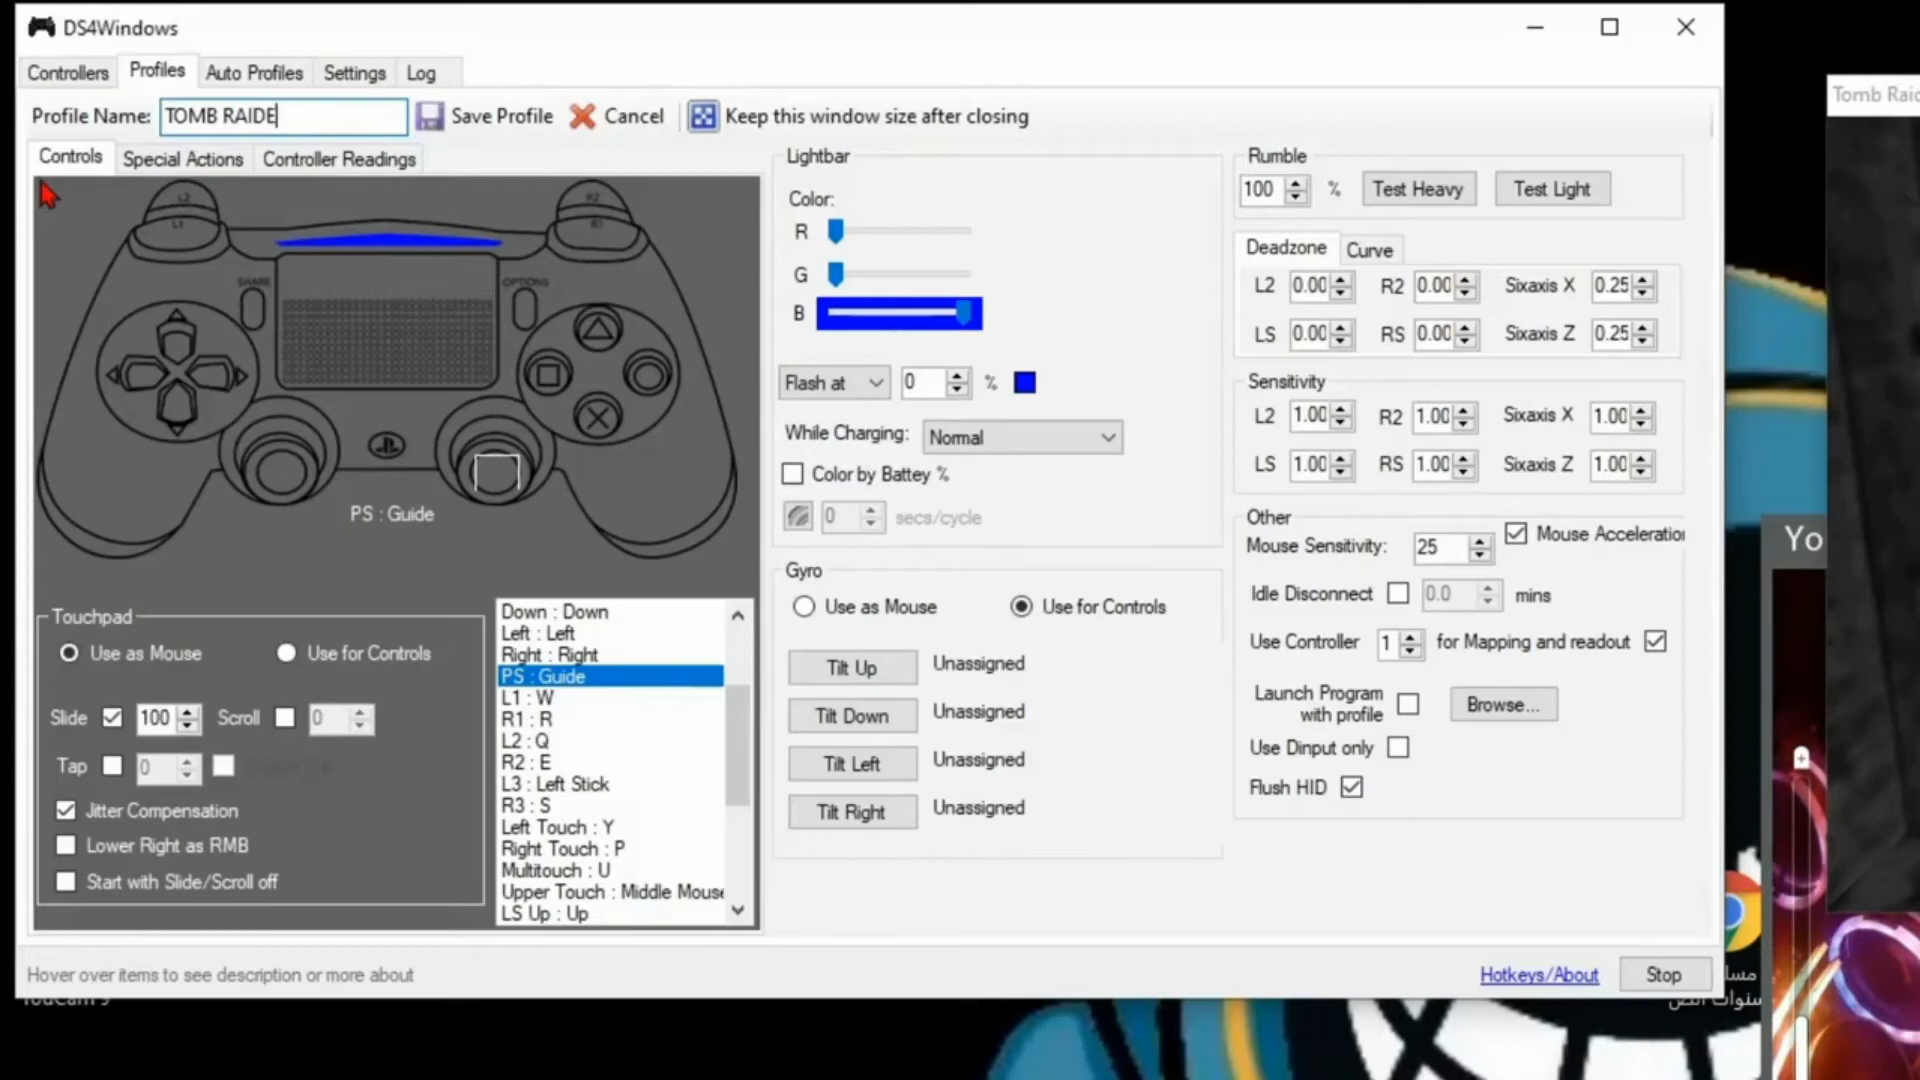 DS4Windows
Controllers Profiles Auto Profiles Settings Log
Profile Name: TOMB RAIDE Save Profile Cancel Keep this window size after closing
Controls Special Actions Controller Readings
L2
L1
R2
R1
SHARE
OPTIONS
PS : Guide
Touchpad
Use as Mouse Use for Controls
Slide 100 Scroll 0
Tap 0
Jitter Compensation
Lower Right as RMB
Start with Slide/Scroll off
Down : Down
Left : Left
Right : Right
PS : Guide
L1 : W
R1 : R
L2 : Q
R2 : E
L3 : Left Stick
R3 : S
Left Touch : Y
Right Touch : P
Multitouch : U
Upper Touch : Middle Mouse
LS Up : Up
Lightbar
Color:
R
G
B
Flash at 0 %
While Charging: Normal
Color by Battey %
0 secs/cycle
Gyro
Use as Mouse Use for Controls
Tilt Up Unassigned
Tilt Down Unassigned
Tilt Left Unassigned
Tilt Right Unassigned
Rumble
100 % Test Heavy Test Light
Deadzone Curve
L2 0.00 R2 0.00 Sixaxis X 0.25
LS 0.00 RS 0.00 Sixaxis Z 0.25
Sensitivity
L2 1.00 R2 1.00 Sixaxis X 1.00
LS 1.00 RS 1.00 Sixaxis Z 1.00
Other
Mouse Sensitivity: 25 Mouse Acceleratio
Idle Disconnect 0.0 mins
Use Controller 1 for Mapping and readout
Launch Program
with profile Browse...
Use Dinput only
Flush HID
Hover over items to see description or more about
Hotkeys/About Stop
Tomb Raid
Yo
YouCam 9